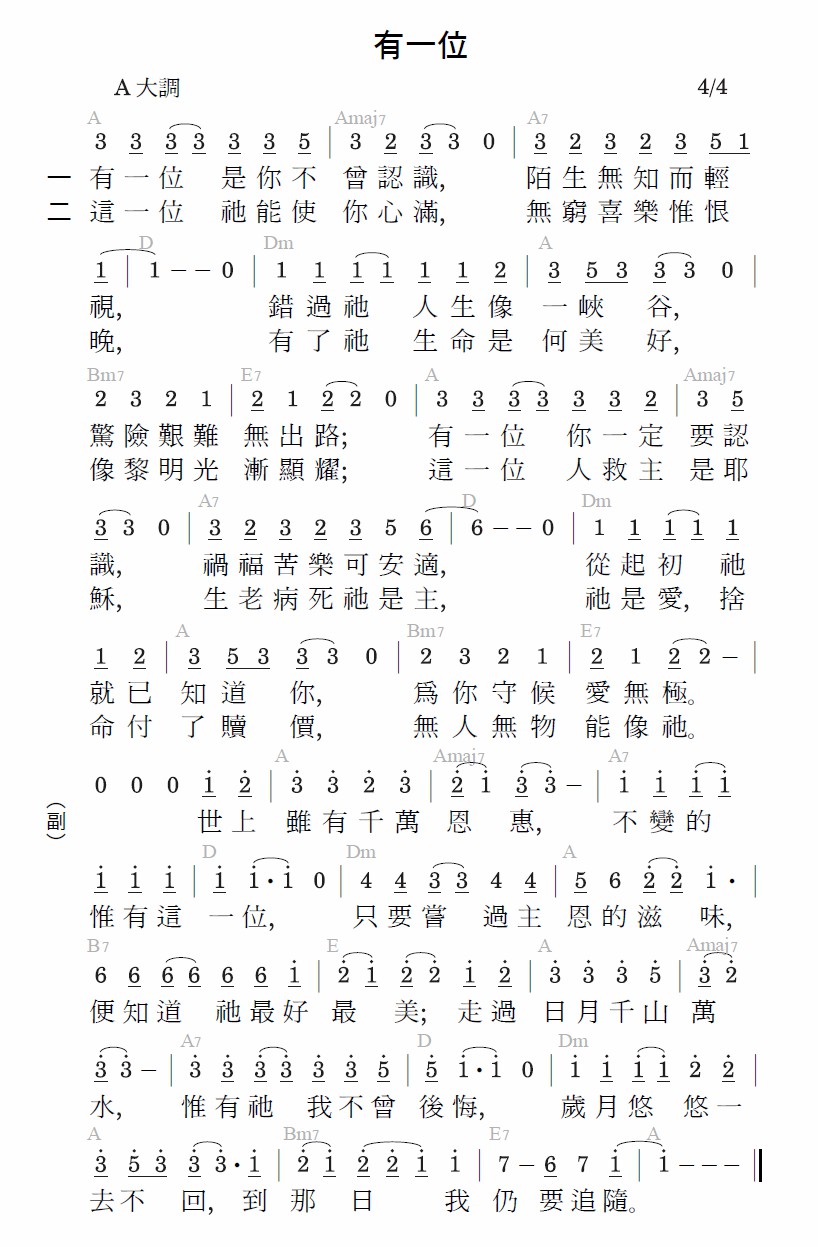 有一位
A 大調 4/4
A Amaj7 A7
3 3 3 3 3 3 5 | 3 2 3 3 0 | 3 2 3 2 3 5 1
一 有一位 是你不 曾認識, 陌生無知而輕
二 這一位 祂能使 你心滿, 無窮喜樂惟恨
D Dm A
1 | 1 – – 0 | 1 1 1 1 1 1 2 | 3 5 3 3 3 0 |
視, 錯過祂 人生像 一峽 谷,
晚, 有了祂 生命是 何美 好,
Bm7 E7 A Amaj7
2 3 2 1 | 2 1 2 2 0 | 3 3 3 3 3 3 2 | 3 5
驚險艱難 無出路; 有一位 你一定 要認
像黎明光 漸顯耀; 這一位 人救主 是耶
A7 D Dm
3 3 0 | 3 2 3 2 3 5 6 | 6 – – 0 | 1 1 1 1 1
識, 禍福苦樂可安適, 從起初 祂
穌, 生老病死祂是主, 祂是愛, 捨
A Bm7 E7
1 2 | 3 5 3 3 3 0 | 2 3 2 1 | 2 1 2 2 – |
就已 知道 你, 爲你守候 愛無極。
命付 了贖 價, 無人無物 能像祂。
A Amaj7 A7
0 0 0 1 2 | 3 3 2 3 | 2 1 3 3 – | 1 1 1 1
（副） 世上 雖有千萬 恩 惠, 不變的
D Dm A
1 1 1 | 1 1 • 1 0 | 4 4 3 3 4 4 | 5 6 2 2 1 • |
惟有這 一位, 只要嘗 過主 恩的滋 味,
B7 E A Amaj7
6 6 6 6 6 6 1 | 2 1 2 2 1 2 | 3 3 3 5 | 3 2
便知道 祂最好 最 美; 走過 日月千山 萬
A7 D Dm
3 3 – | 3 3 3 3 3 3 5 | 5 1 • 1 0 | 1 1 1 1 2 2 |
水, 惟有祂 我不曾 後悔, 歲月悠 悠一
A Bm7 E7 A
3 5 3 3 3 • 1 | 2 1 2 2 1 1 | 7 – 6 7 1 | 1 – – – ||
去不 回, 到 那 日 我 仍 要追隨。